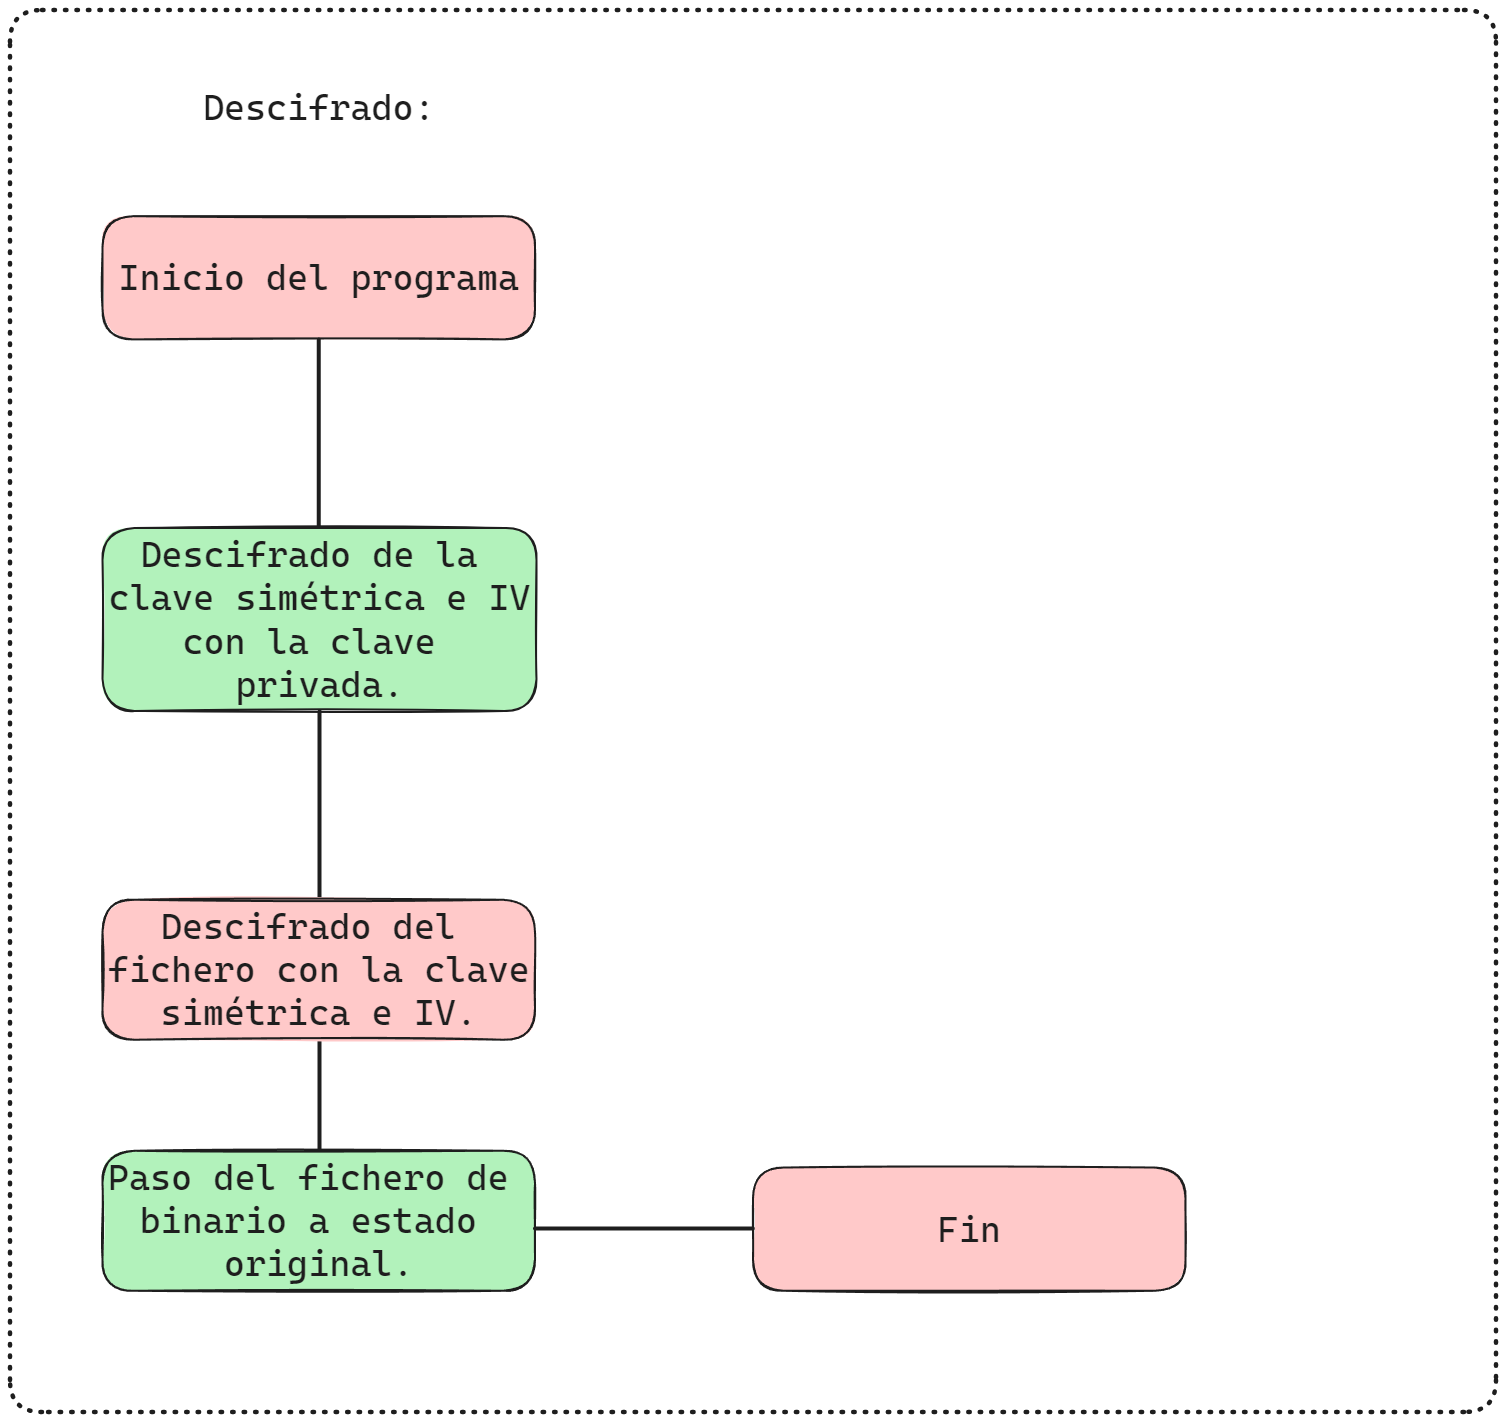 Descifrado:
Inicio del programa
Descifrado de la
clave simétrica e IV
con la clave
privada.
Descifrado del
fichero con la clave
simétrica e IV.
Paso del fichero de
binario a estado
original.
Fin